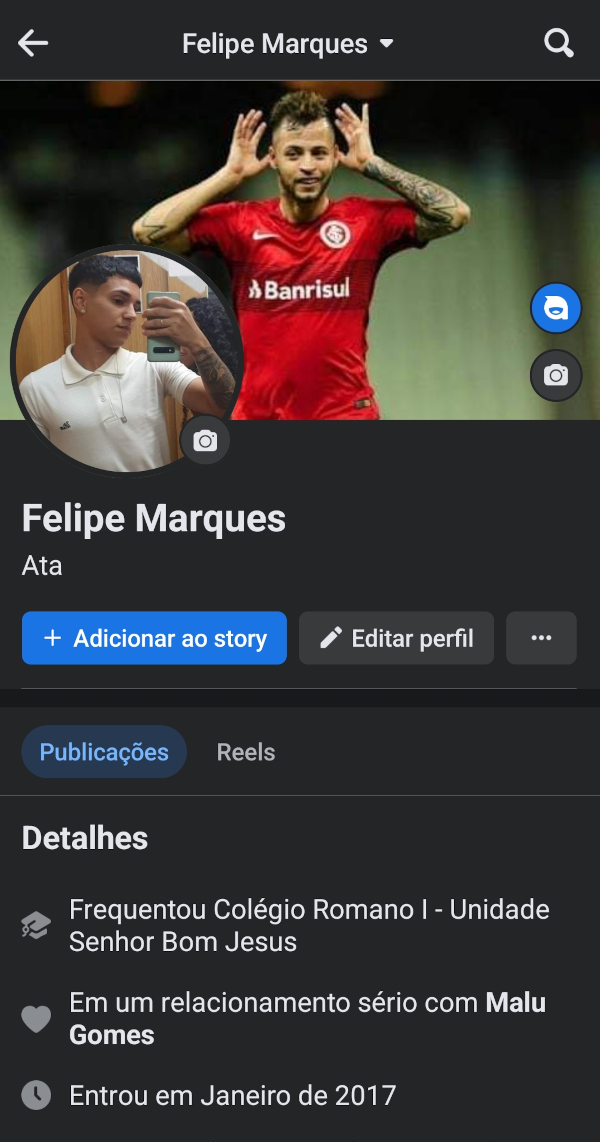 Felipe Marques
Banrisul
Felipe Marques
Ata
+ Adicionar ao story
Editar perfil
...
Publicações
Reels
Detalhes
Frequentou Colégio Romano I - Unidade
Senhor Bom Jesus
Em um relacionamento sério com Malu
Gomes
Entrou em Janeiro de 2017